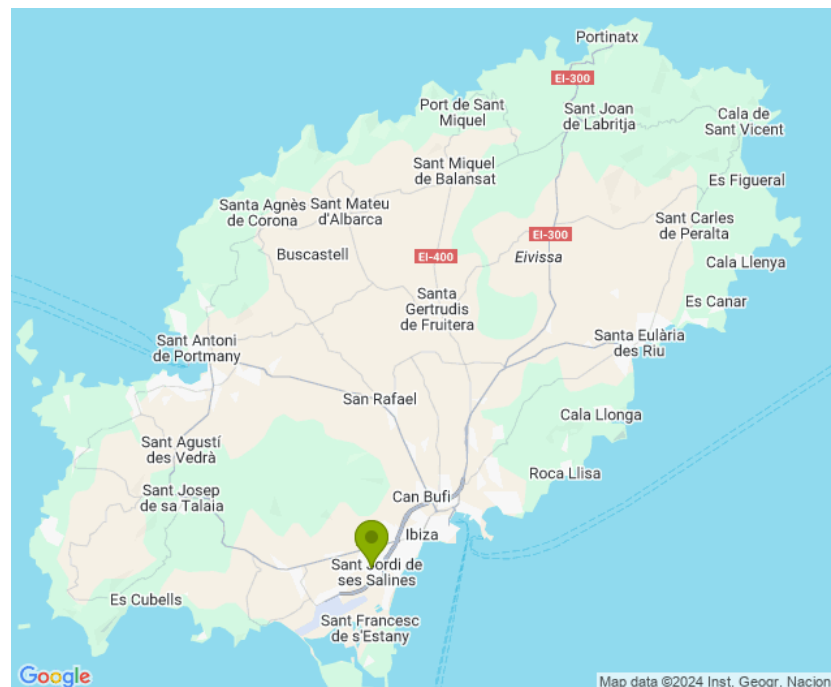 Portinatx
EI-300
Port de Sant
Miquel
Sant Joan
de Labritja
Cala de
Sant Vicent
Sant Miquel
de Balansat
Es Figueral
Santa Agnès
de Corona
Sant Mateu
d'Albarca
Sant Carles
de Peralta
EI-300
Buscastell
EI-400
Eivissa
Cala Llenya
Santa
Gertrudis
de Fruitera
Es Canar
Sant Antoni
de Portmany
Santa Eulària
des Riu
San Rafael
Cala Llonga
Sant Agustí
des Vedrà
Roca Llisa
Sant Josep
de sa Talaia
Can Bufi
Ibiza
Sant Jordi de
ses Salines
Es Cubells
Sant Francesc
de s'Estany
Google
Map data ©2024 Inst. Geogr. Nacion